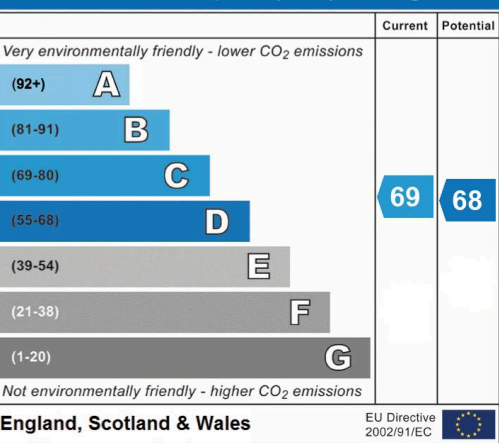 Current Potential
Very environmentally friendly - lower CO2 emissions
(92+) A
(81-91) B
(69-80) C
(55-68) D
(39-54) E
(21-38) F
(1-20) G
69 68
Not environmentally friendly - higher CO2 emissions
England, Scotland & Wales
EU Directive
2002/91/EC